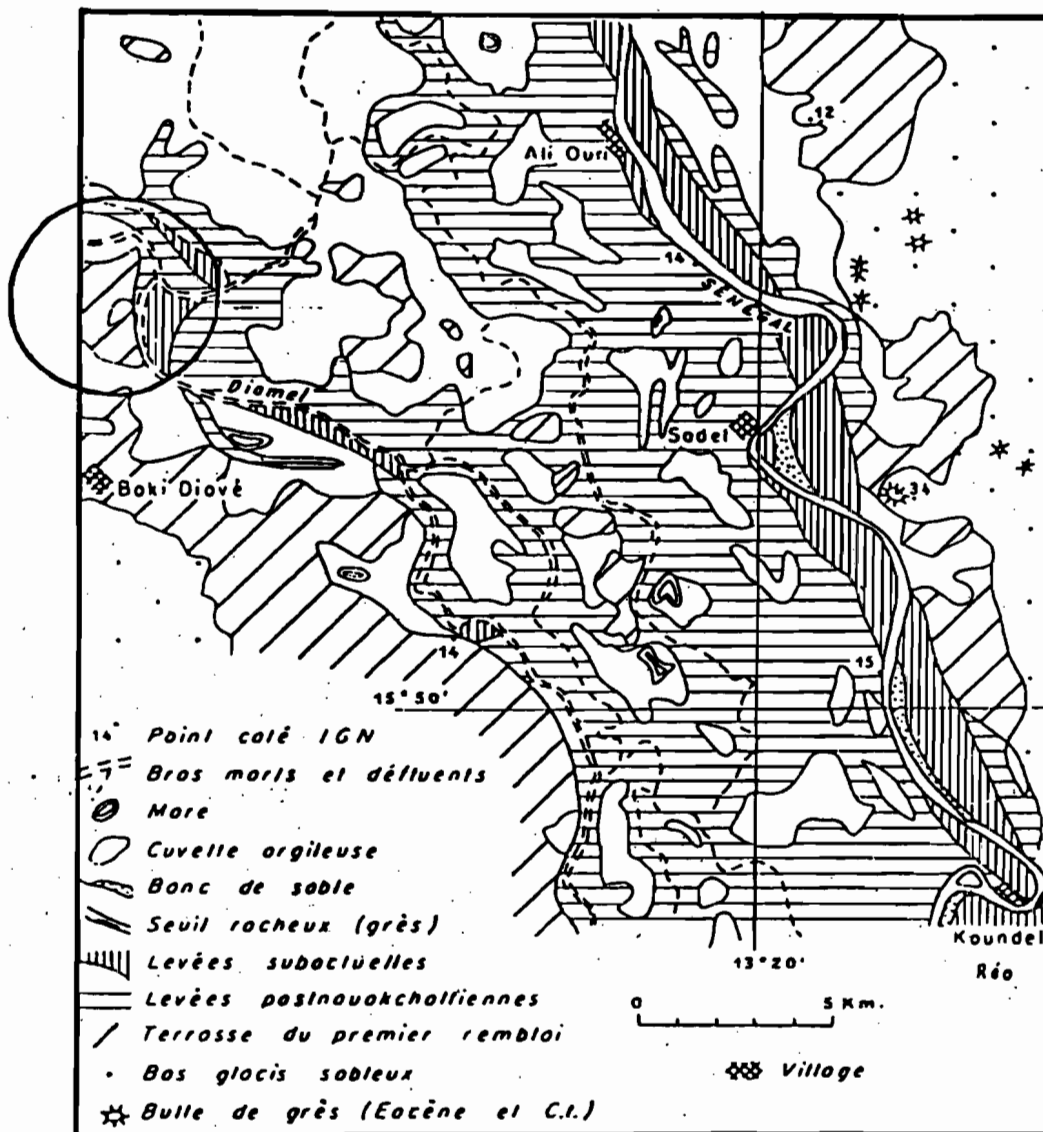 12
Ali Ouri
14
SÉNÉGAL
Diamel
Sadel
Boki Diové
34
14
15
15° 50'
14° Point coté IGN
Bras morts et défluents
Mare
Cuvette argileuse
Banc de sable
Seuil rocheux (grès)
Levées subactuelles
Levées postnouakchottiennes
Terrasse du premier remblai
Bas glacis sableux
Butte de grès (Eocène et C.t.)
Koundel
13° 20'
Réo
0 5 Km.
Village